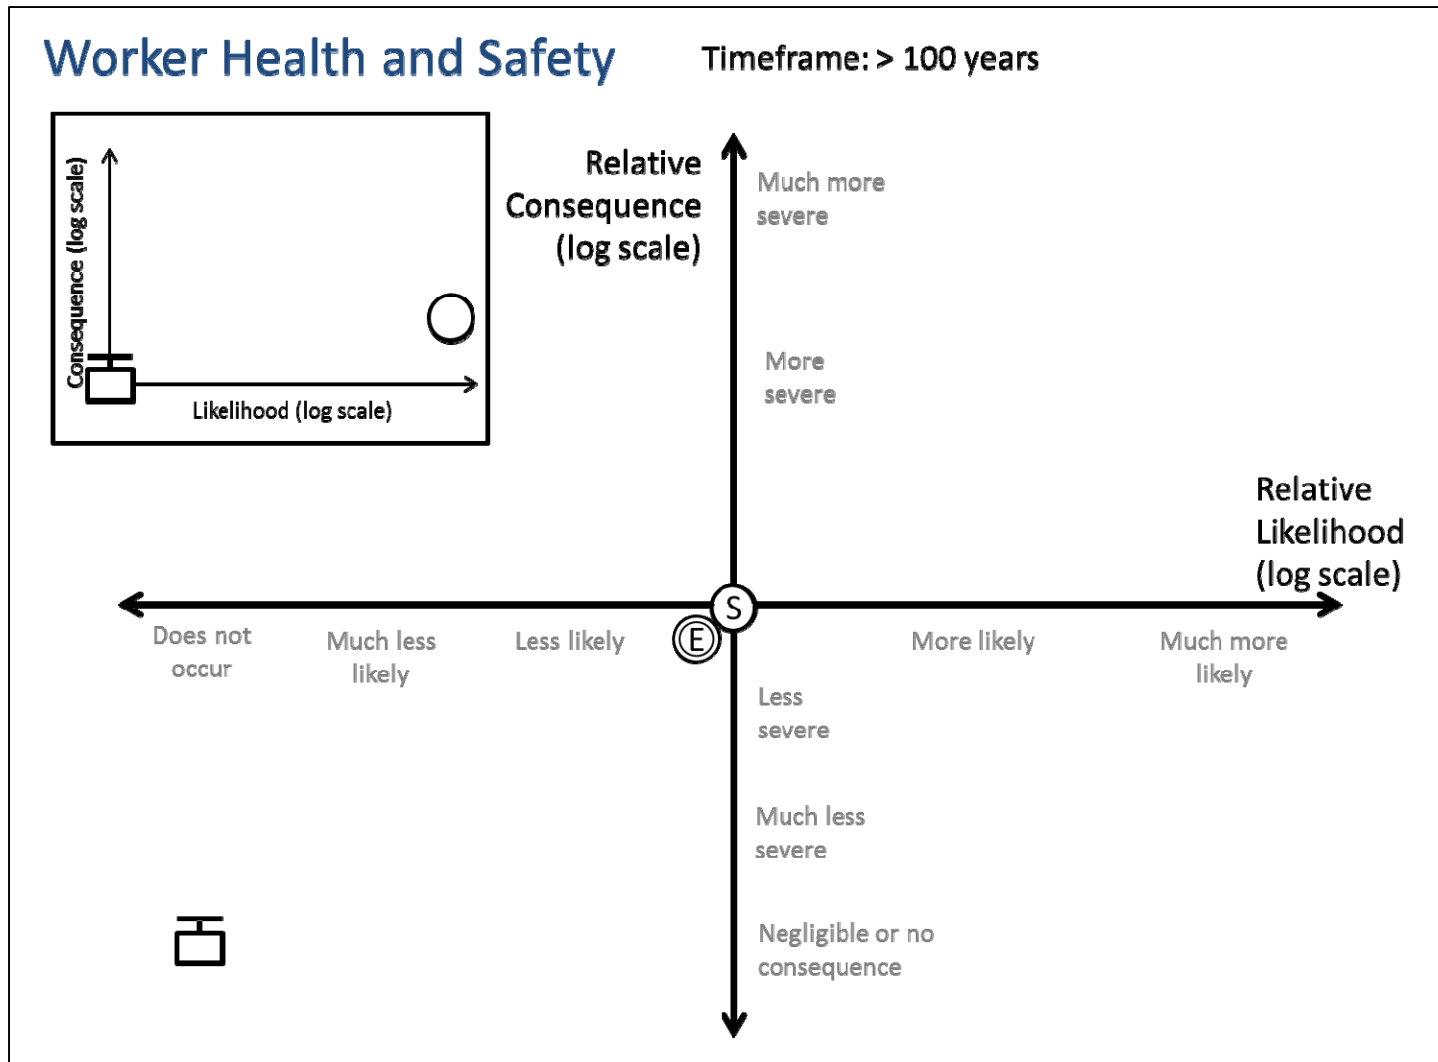 Worker Health and Safety
Timeframe: > 100 years
Consequence (log scale)
Likelihood (log scale)
Relative
Consequence
(log scale)
Much more
severe
More
severe
Relative
Likelihood
(log scale)
S
E
Does not
occur
Much less
likely
Less likely
More likely
Much more
likely
Less
severe
Much less
severe
Negligible or no
consequence